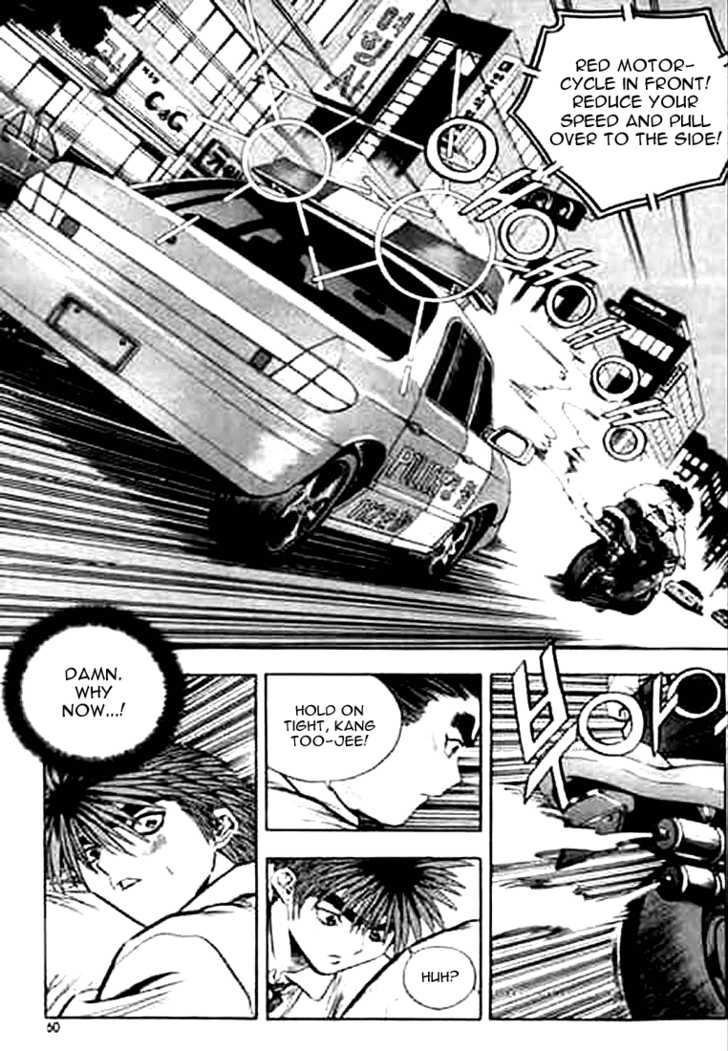 RED MOTOR-
CYCLE IN FRONT!
REDUCE YOUR
SPEED AND PULL
OVER TO THE SIDE!
C&G
DAMN.
WHY
NOW...!
HOLD ON
TIGHT, KANG
TOO-JEE!
HUH?
50